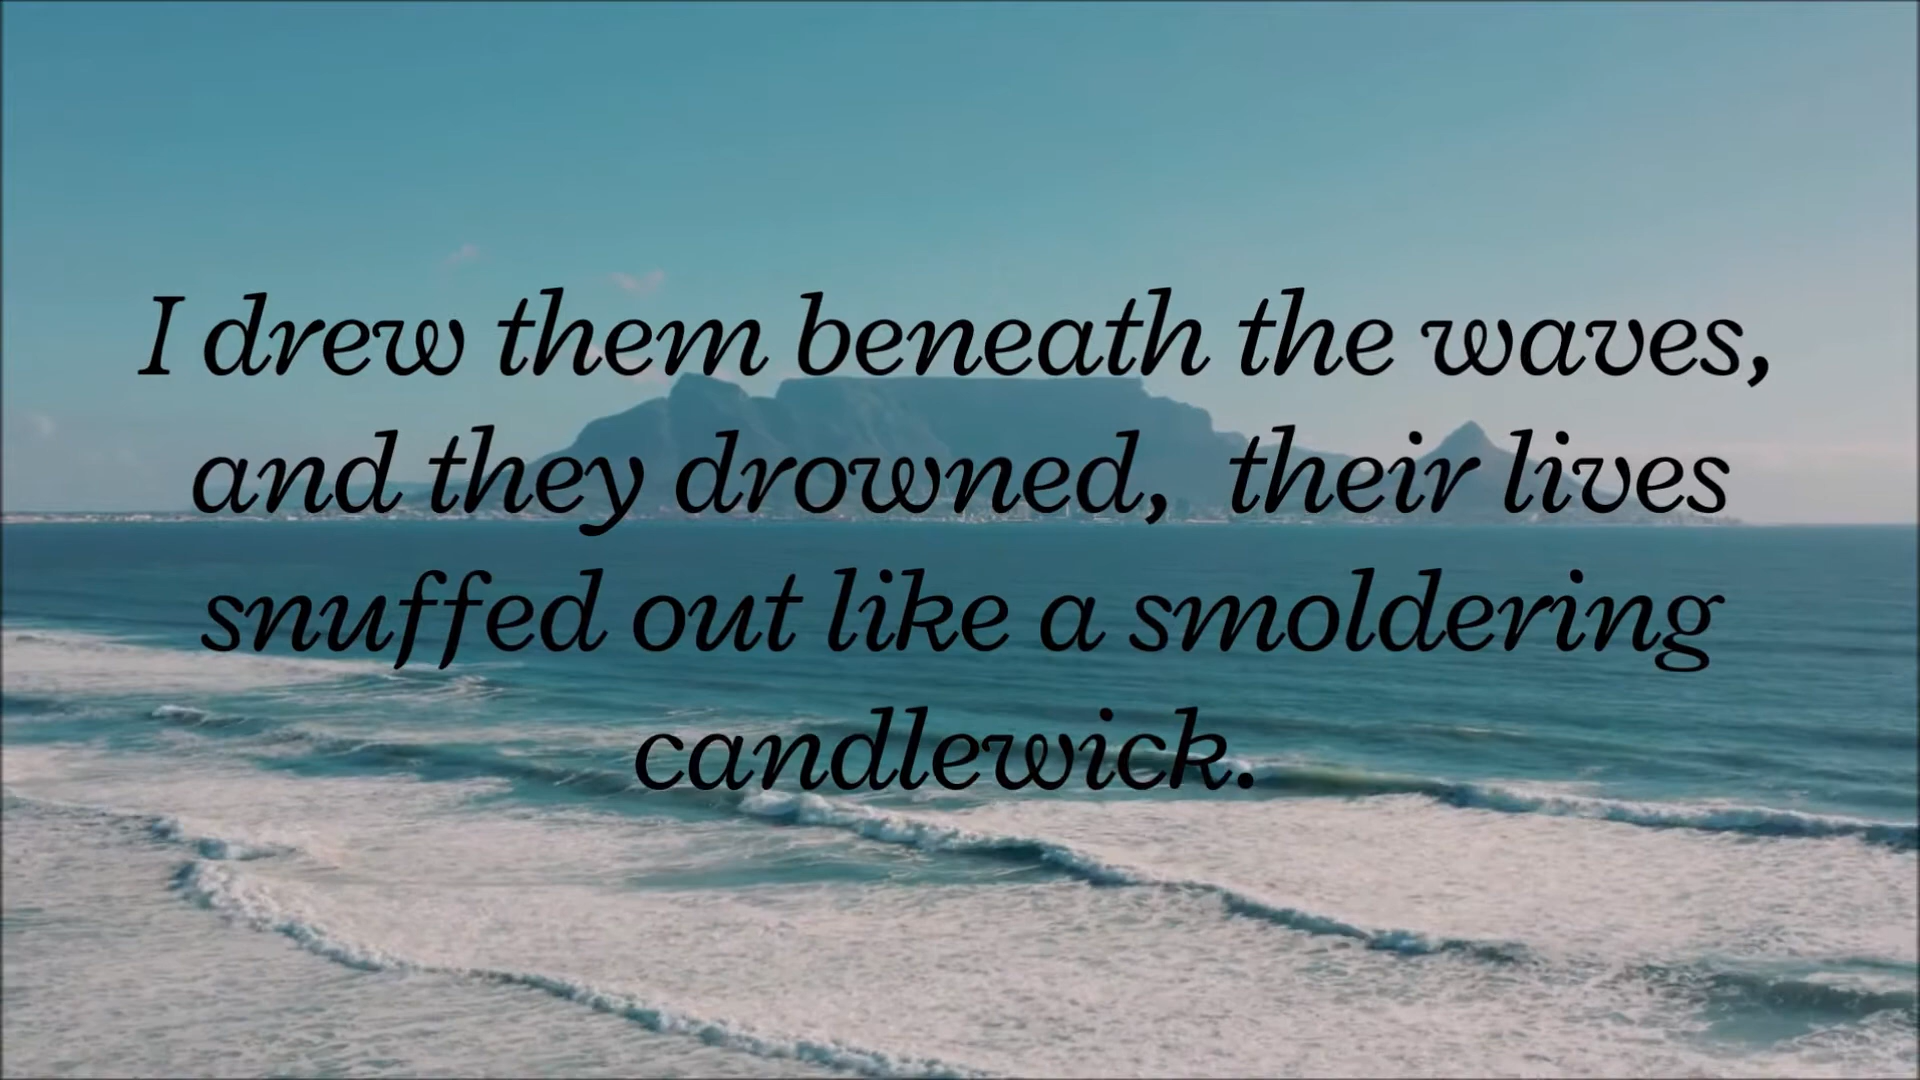 I drew them beneath the waves,
and they drowned, their lives
snuffed out like a smoldering
candlewick.